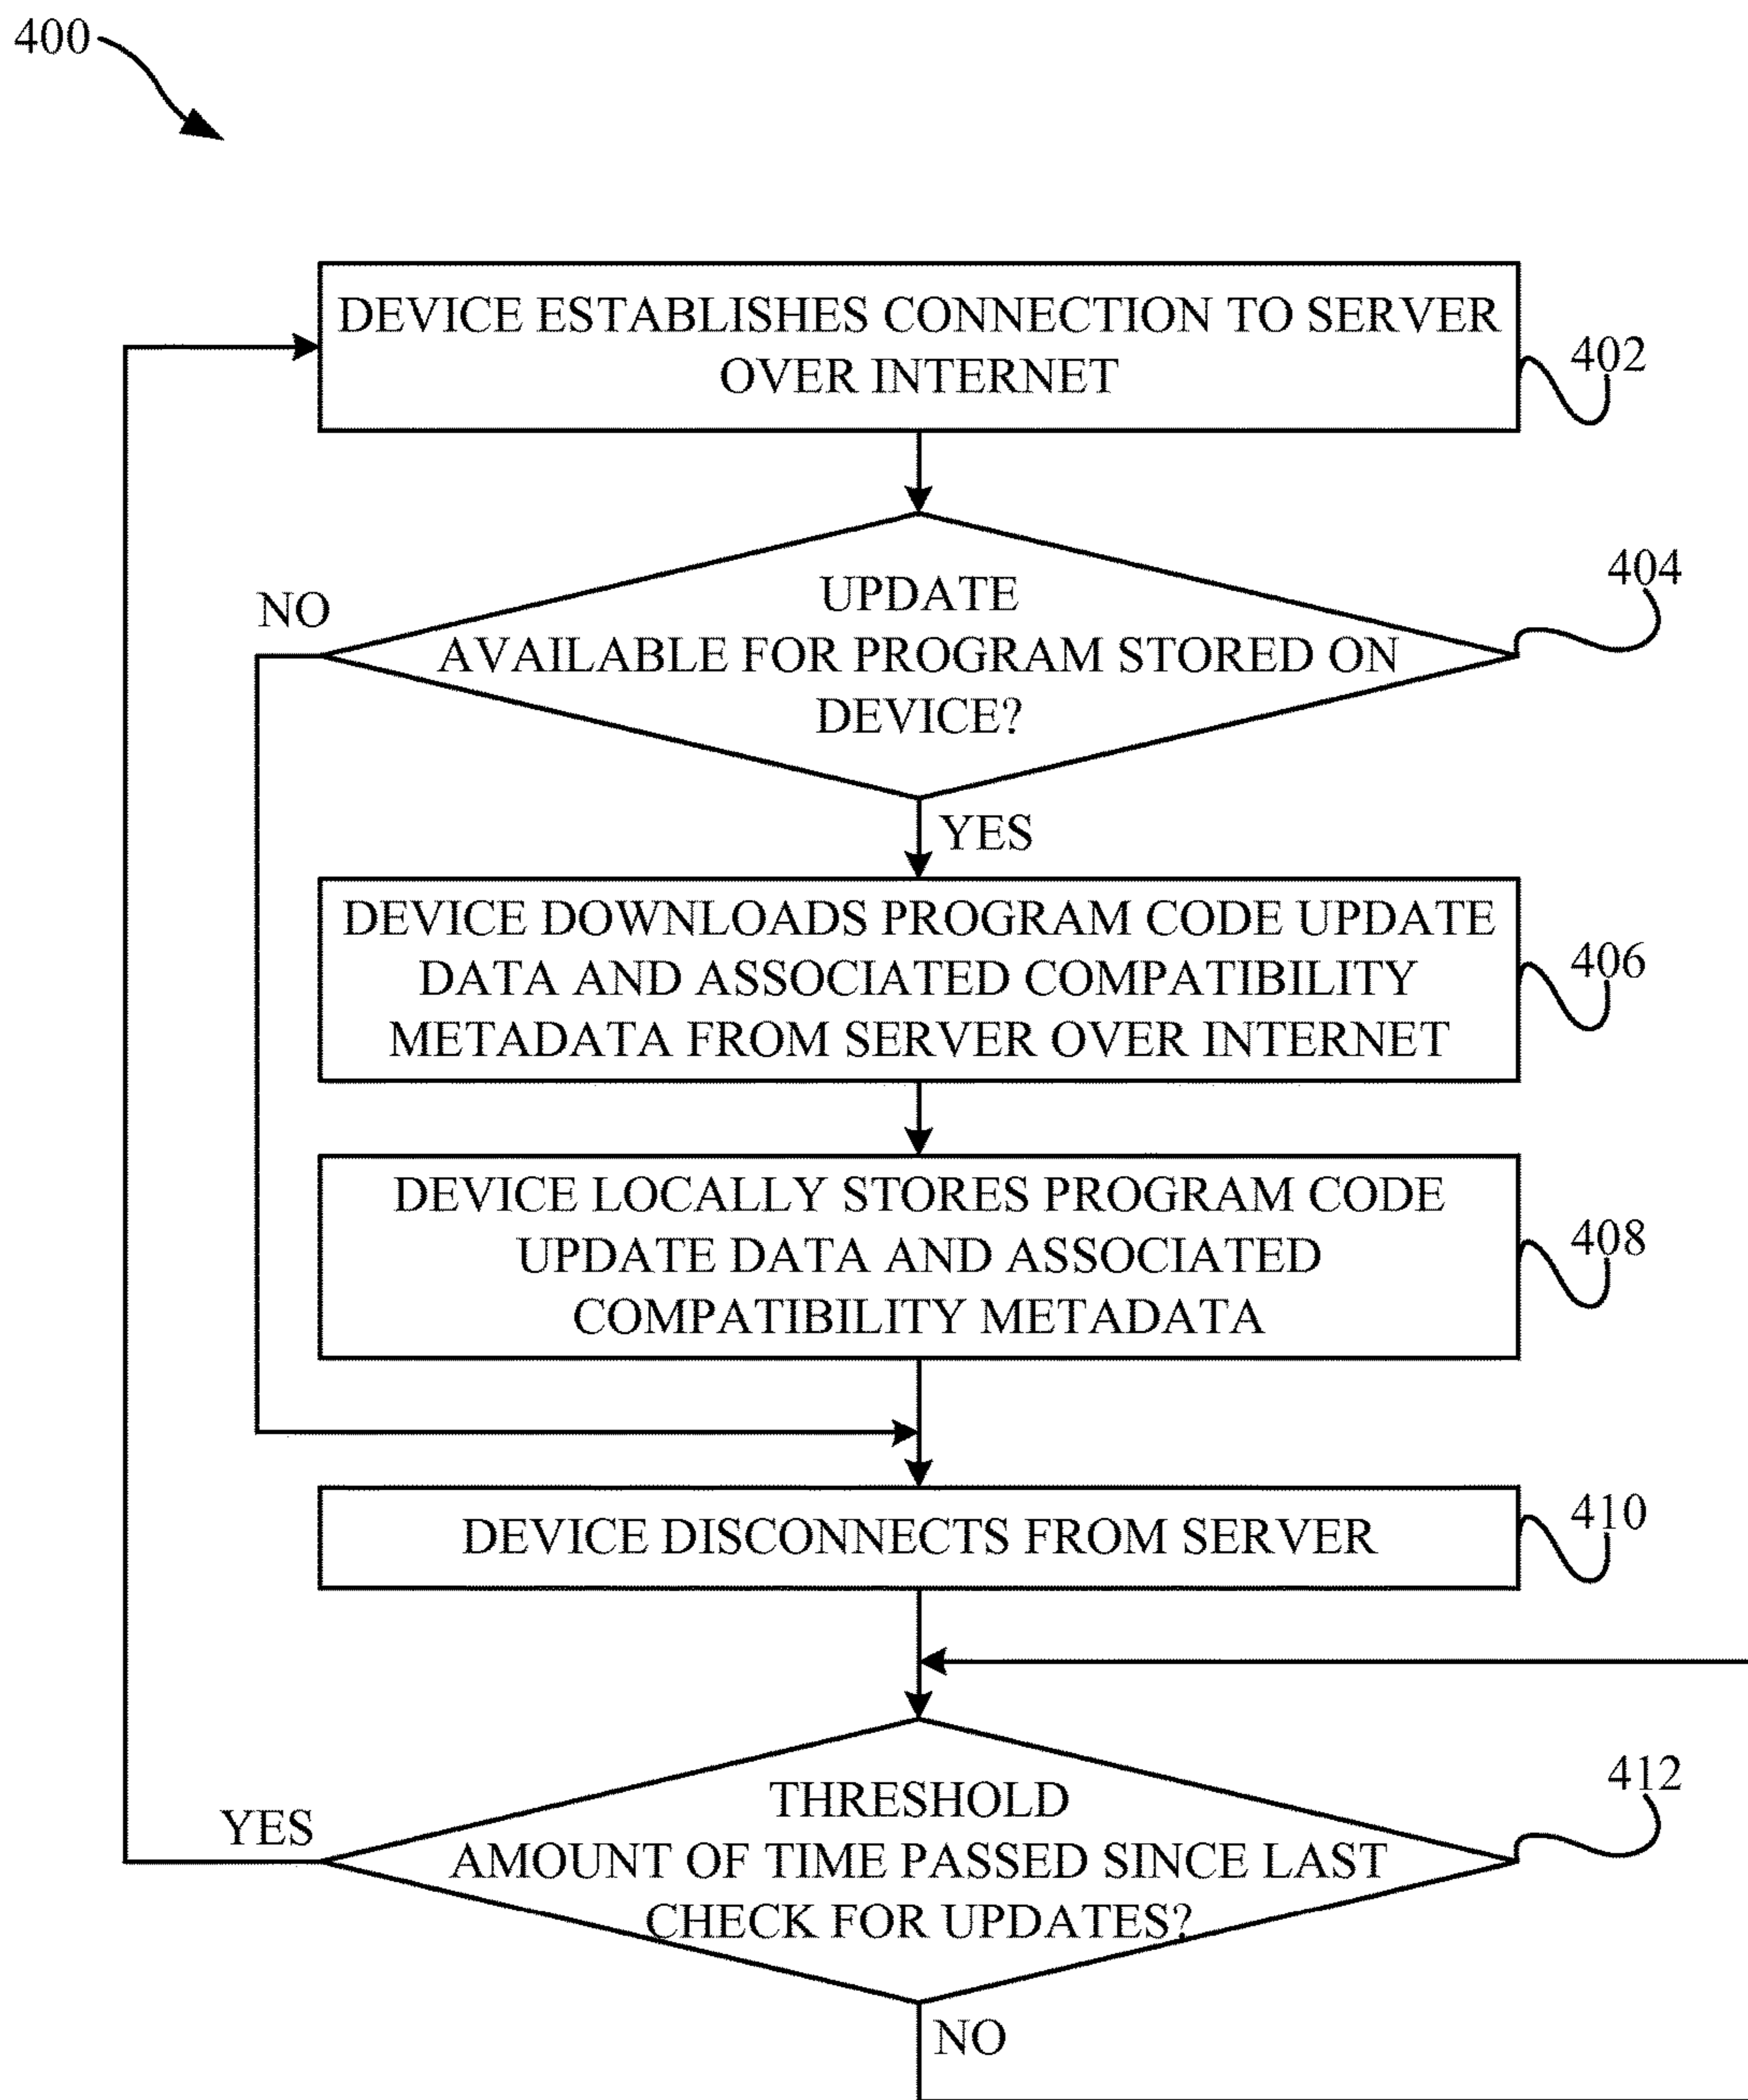 400
DEVICE ESTABLISHES CONNECTION TO SERVER
OVER INTERNET
402
UPDATE
AVAILABLE FOR PROGRAM STORED ON
DEVICE?
404
NO
YES
DEVICE DOWNLOADS PROGRAM CODE UPDATE
DATA AND ASSOCIATED COMPATIBILITY
METADATA FROM SERVER OVER INTERNET
406
DEVICE LOCALLY STORES PROGRAM CODE
UPDATE DATA AND ASSOCIATED
COMPATIBILITY METADATA
408
DEVICE DISCONNECTS FROM SERVER
410
THRESHOLD
AMOUNT OF TIME PASSED SINCE LAST
CHECK FOR UPDATES?
412
YES
NO